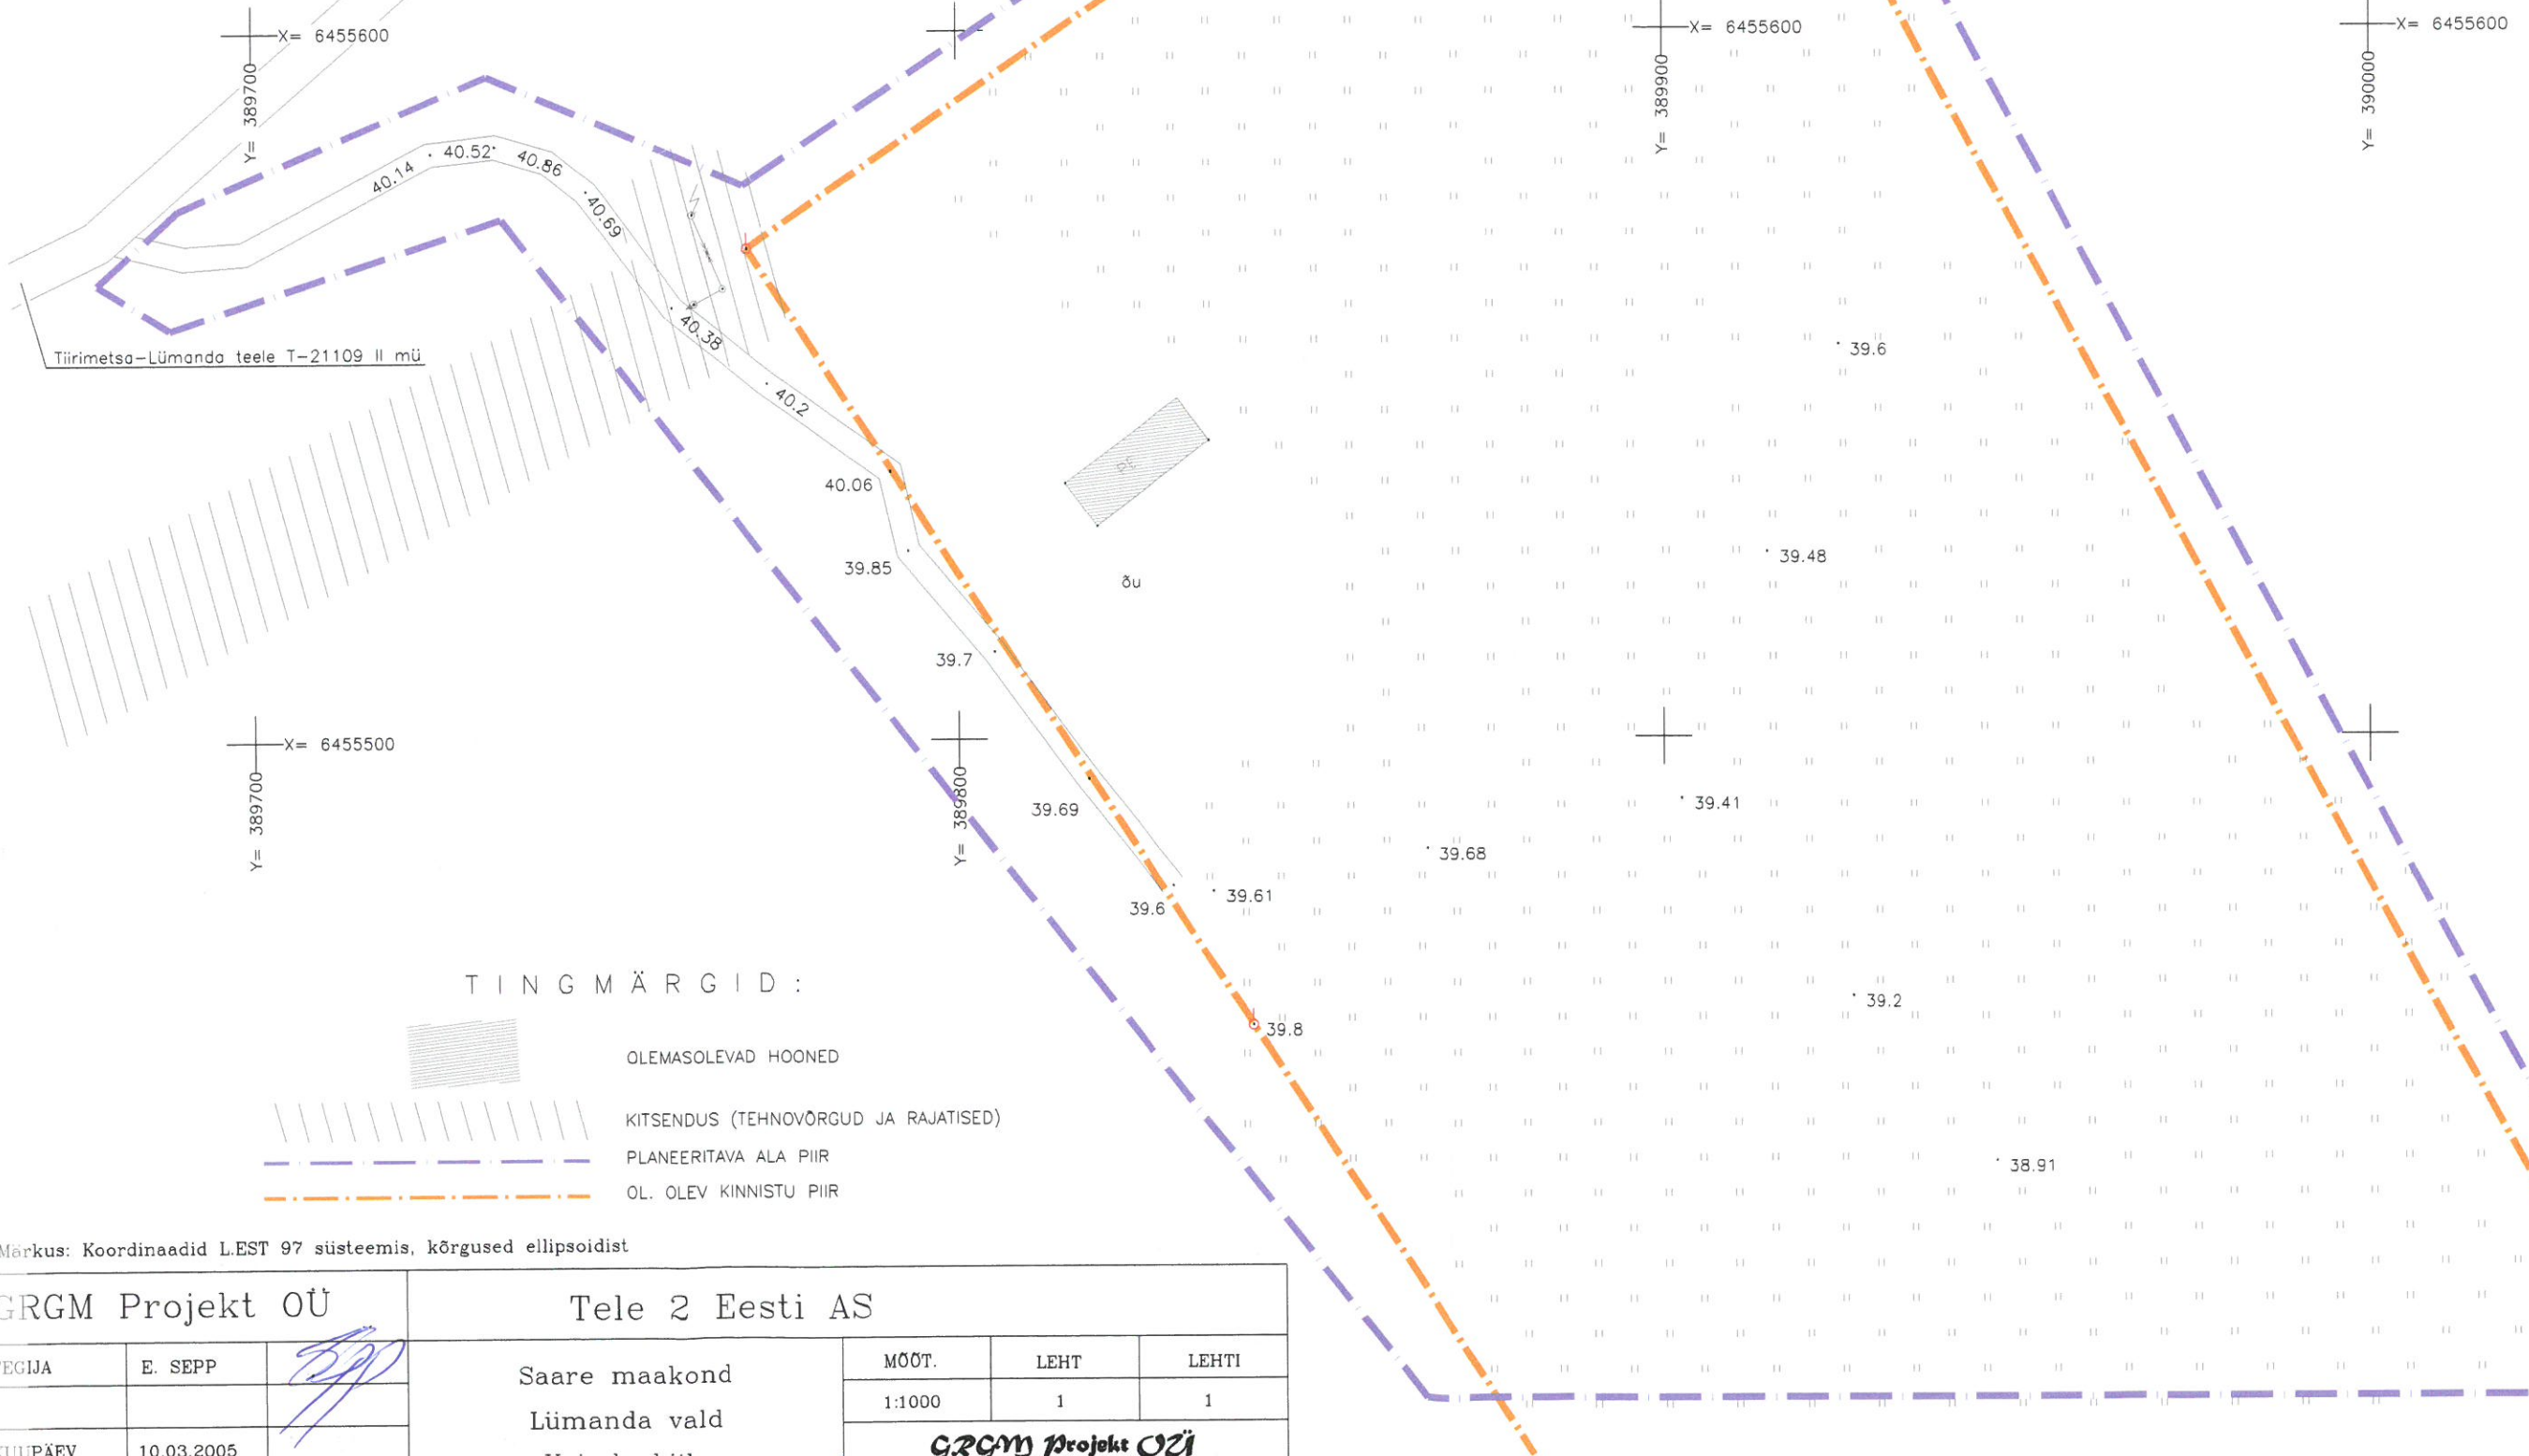 X= 6455600
X= 6455600
X= 6455600
Y= 389700
Y= 389900
Y= 390000
40.14
40.52
40.86
40.69
40.38
40.2
39.6
Tiirimetsa-Lümanda teele T-21109 II mü
40.06
39.85
39.48
õu
39.7
X= 6455500
Y= 389700
Y= 389800
39.69
39.41
39.68
39.61
39.6
39.2
39.8
38.91
TINGMÄRGID:
OLEMASOLEVAD HOONED
KITSENDUS (TEHNOVÕRGUD JA RAJATISED)
PLANEERITAVA ALA PIIR
OL. OLEV KINNISTU PIIR
Märkus: Koordinaadid L.EST 97 süsteemis, kõrgused ellipsoidist
GRGM Projekt OÜ
Tele 2 Eesti AS
TEGIJA
E. SEPP
Saare maakond
Lümanda vald
MÕÕT.
LEHT
LEHTI
1:1000
1
1
KUUPÄEV
10.03.2005
GRGM Projekt OÜ